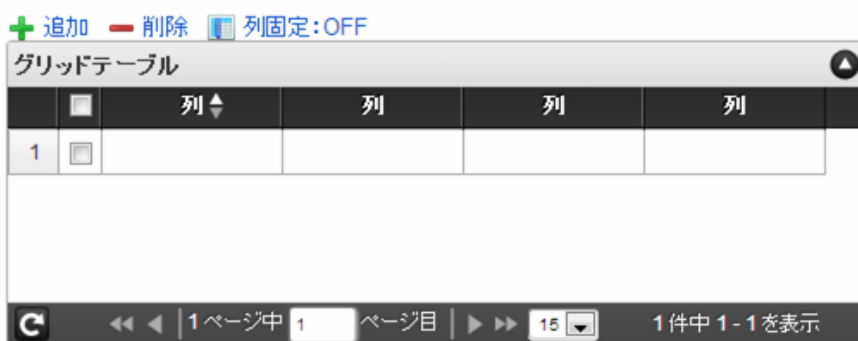 追加 削除 列固定:OFF
グリッドテーブル
列 列 列 列
1
1 ページ中 1 ページ目 15 1 件中 1 - 1 を表示